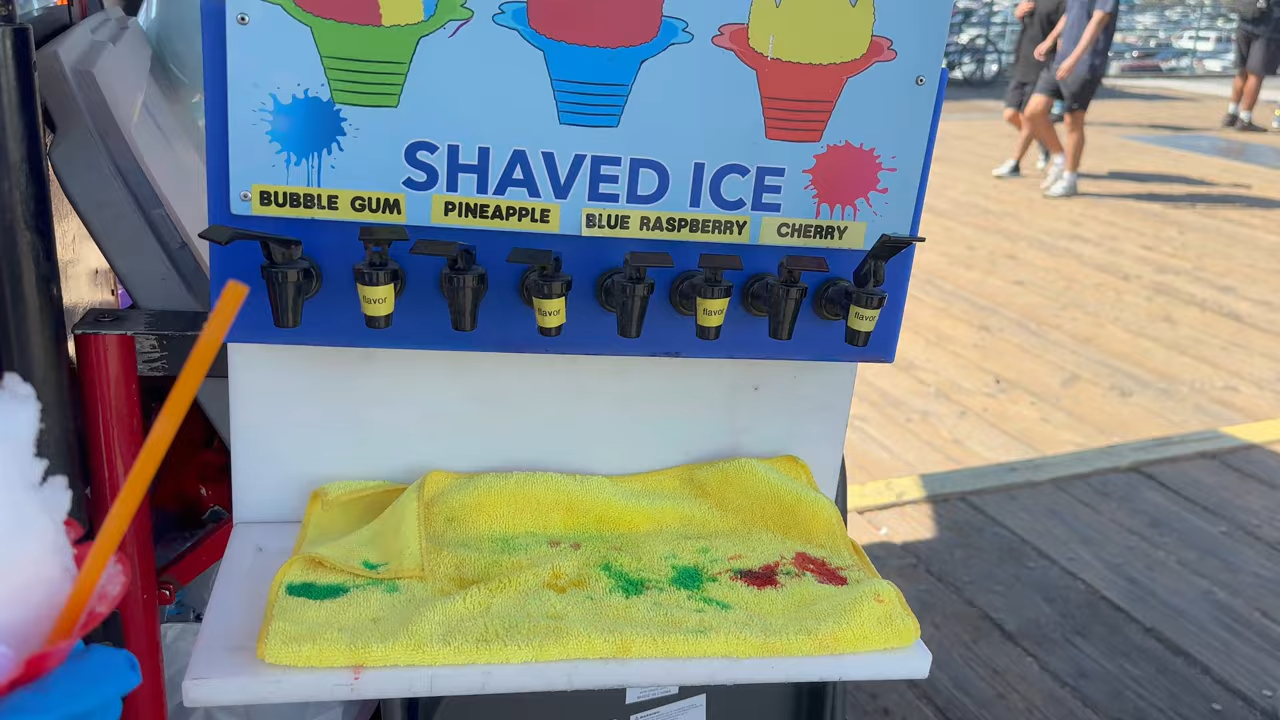 SHAVED ICE
BUBBLE GUM
PINEAPPLE
BLUE RASPBERRY
CHERRY
flavor
flavor
flavor
flavor